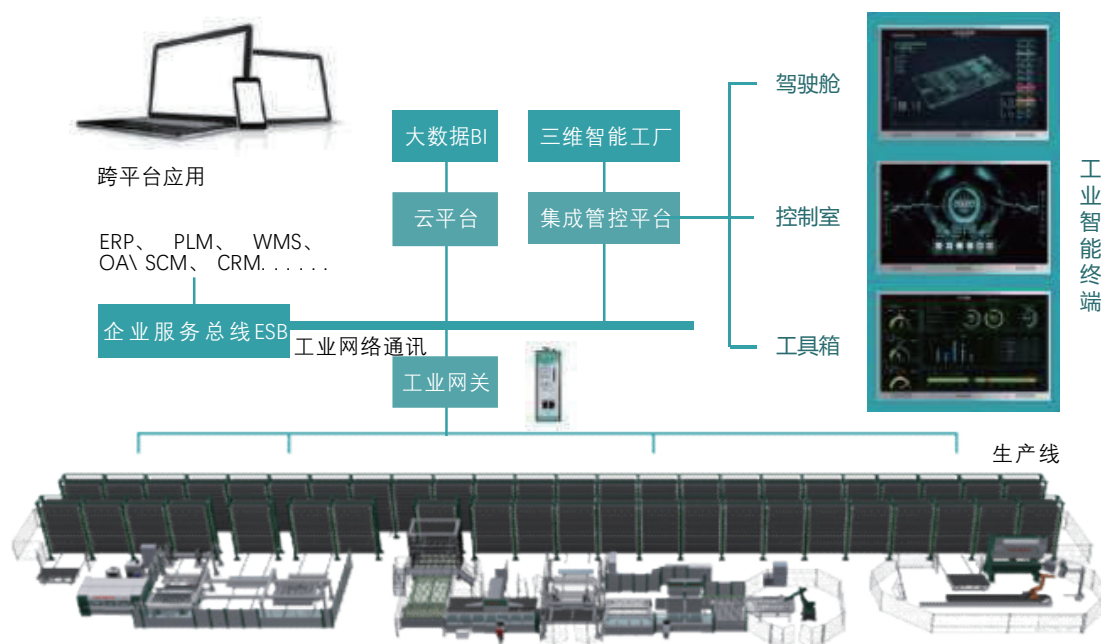 驾驶舱
大数据BI
三维智能工厂
跨平台应用
云平台
集成管控平台
控制室
工业智能终端
ERP、 PLM、 WMS、
OA\ SCM、 CRM. . . . . .
企业服务总线ESB
工业网络通讯
工具箱
工业网关
生产线